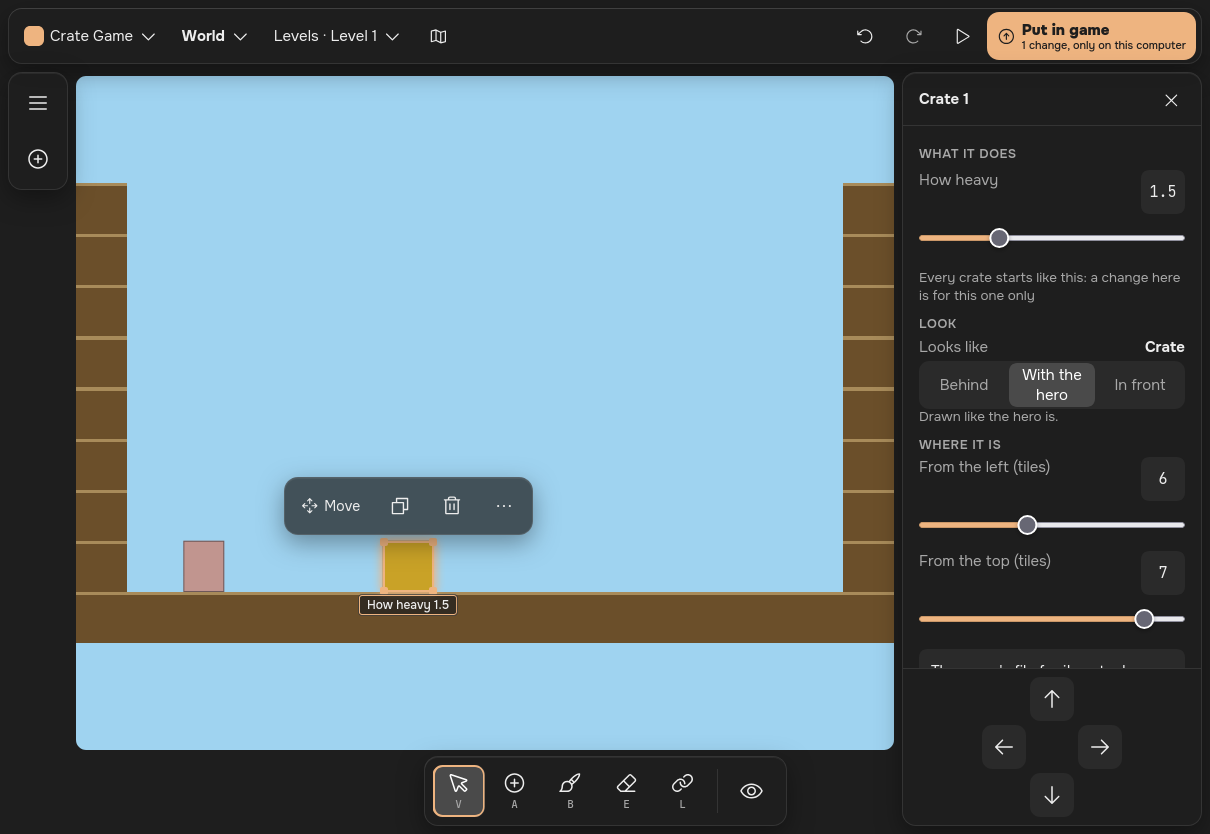 Crate Game
World
Levels · Level 1
Put in game
1 change, only on this computer
Crate 1
WHAT IT DOES
How heavy
1.5
Every crate starts like this: a change here
is for this one only
LOOK
Looks like
Crate
Behind
With the
hero
In front
Drawn like the hero is.
WHERE IT IS
From the left (tiles)
6
From the top (tiles)
7
Move
How heavy 1.5
V
A
B
E
L